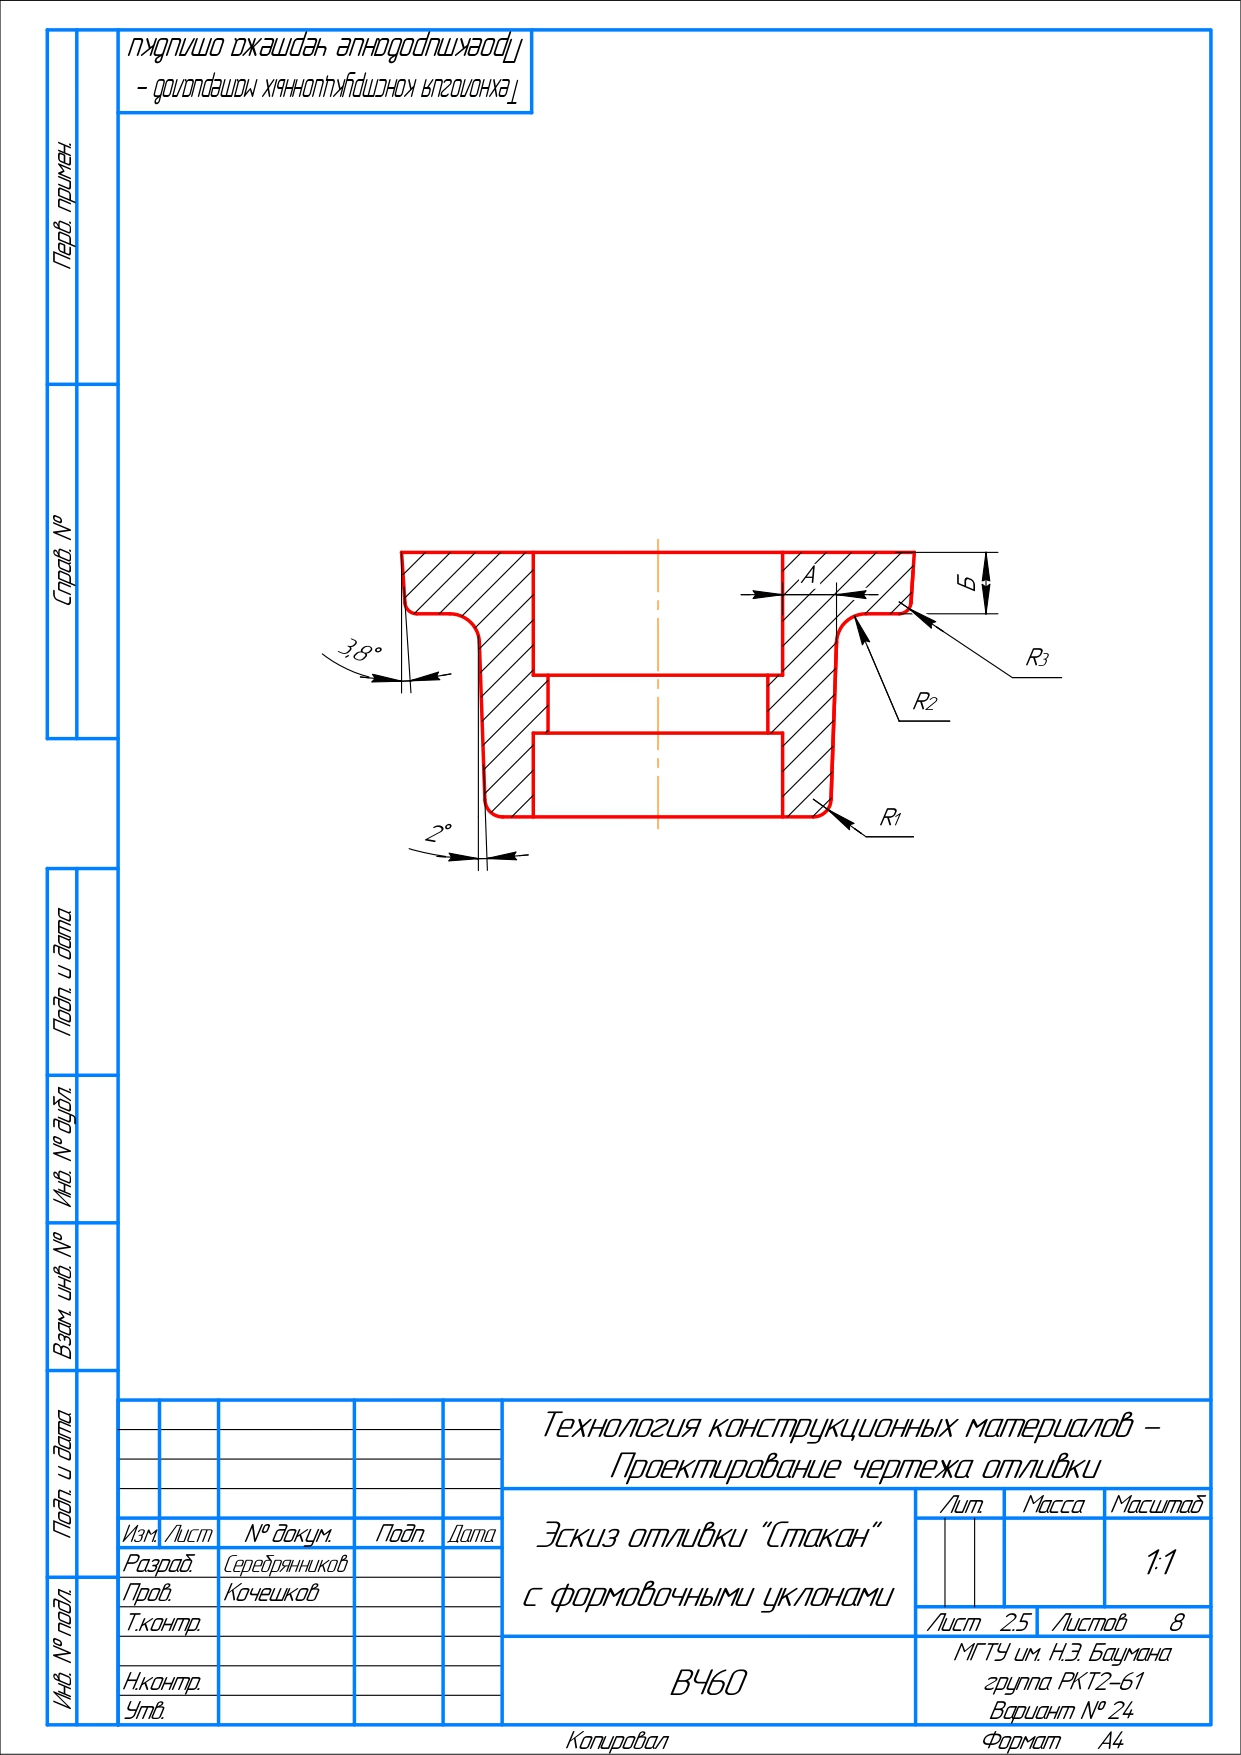 Технология конструкционных материалов -
Проектирование чертежа отливки
Перв. примен.
Справ. №
Подп. и дата
Инв. № дубл.
Взам. инв. №
Подп. и дата
Инв. № подл.
А
Б
3,8°
R3
R2
R1
2°
Технология конструкционных материалов -
Проектирование чертежа отливки
Изм. Лист № докум. Подп. Дата
Разраб. Серебрянников
Пров. Кочешков
Т.контр.
Н.контр.
Утв.
Эскиз отливки "Стакан"
с формовочными уклонами
Лит. Масса Масштаб
1:1
Лист 2.5 Листов 8
ВЧ60
МГТУ им. Н.Э. Баумана
группа РКТ2-61
Вариант № 24
Копировал Формат А4